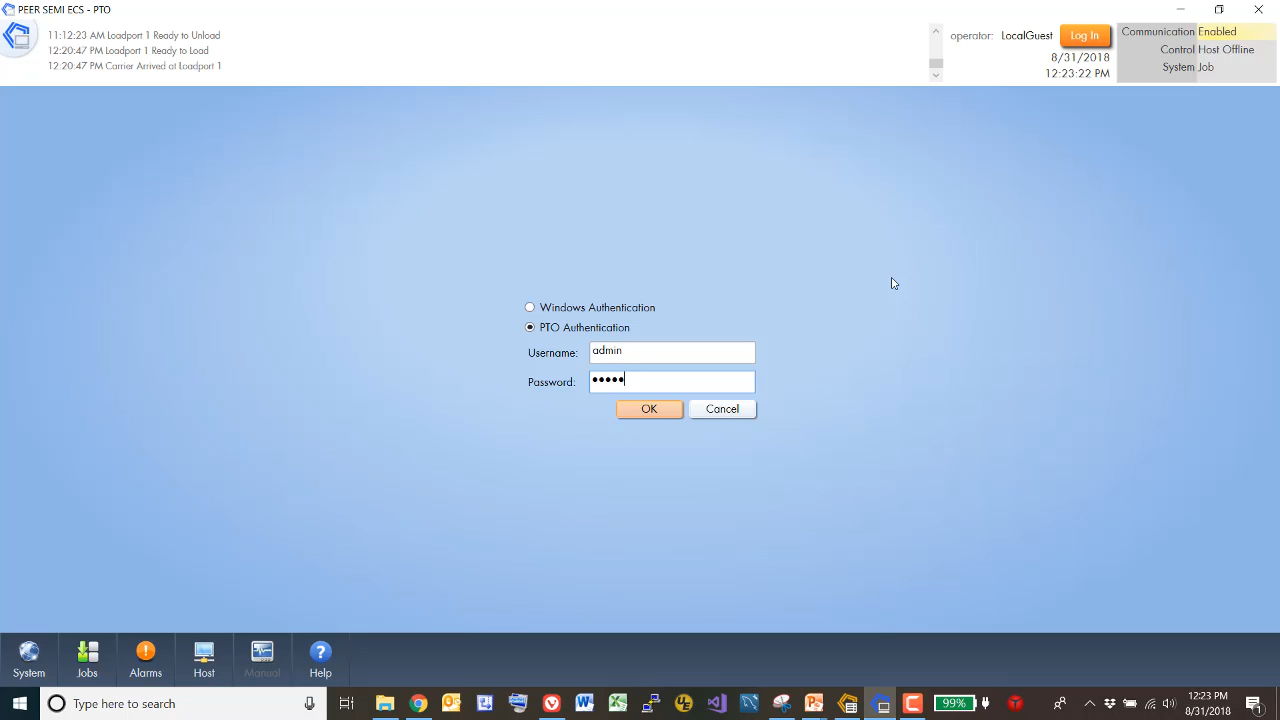 PEER SEMI ECS - PTO
11:12:23 AM Loadport 1 Ready to Unload
12:20:47 PM Loadport 1 Ready to Load
12:20:47 PM Carrier Arrived at Loadport 1
operator: LocalGuest Log In
8/31/2018
12:23:22 PM
Communication Enabled
Control Host Offline
System Job
Windows Authentication
PTO Authentication
Username: admin
Password: •••••
OK Cancel
System Jobs Alarms Host Manual Help
Type here to search
99%
12:23 PM
8/31/2018